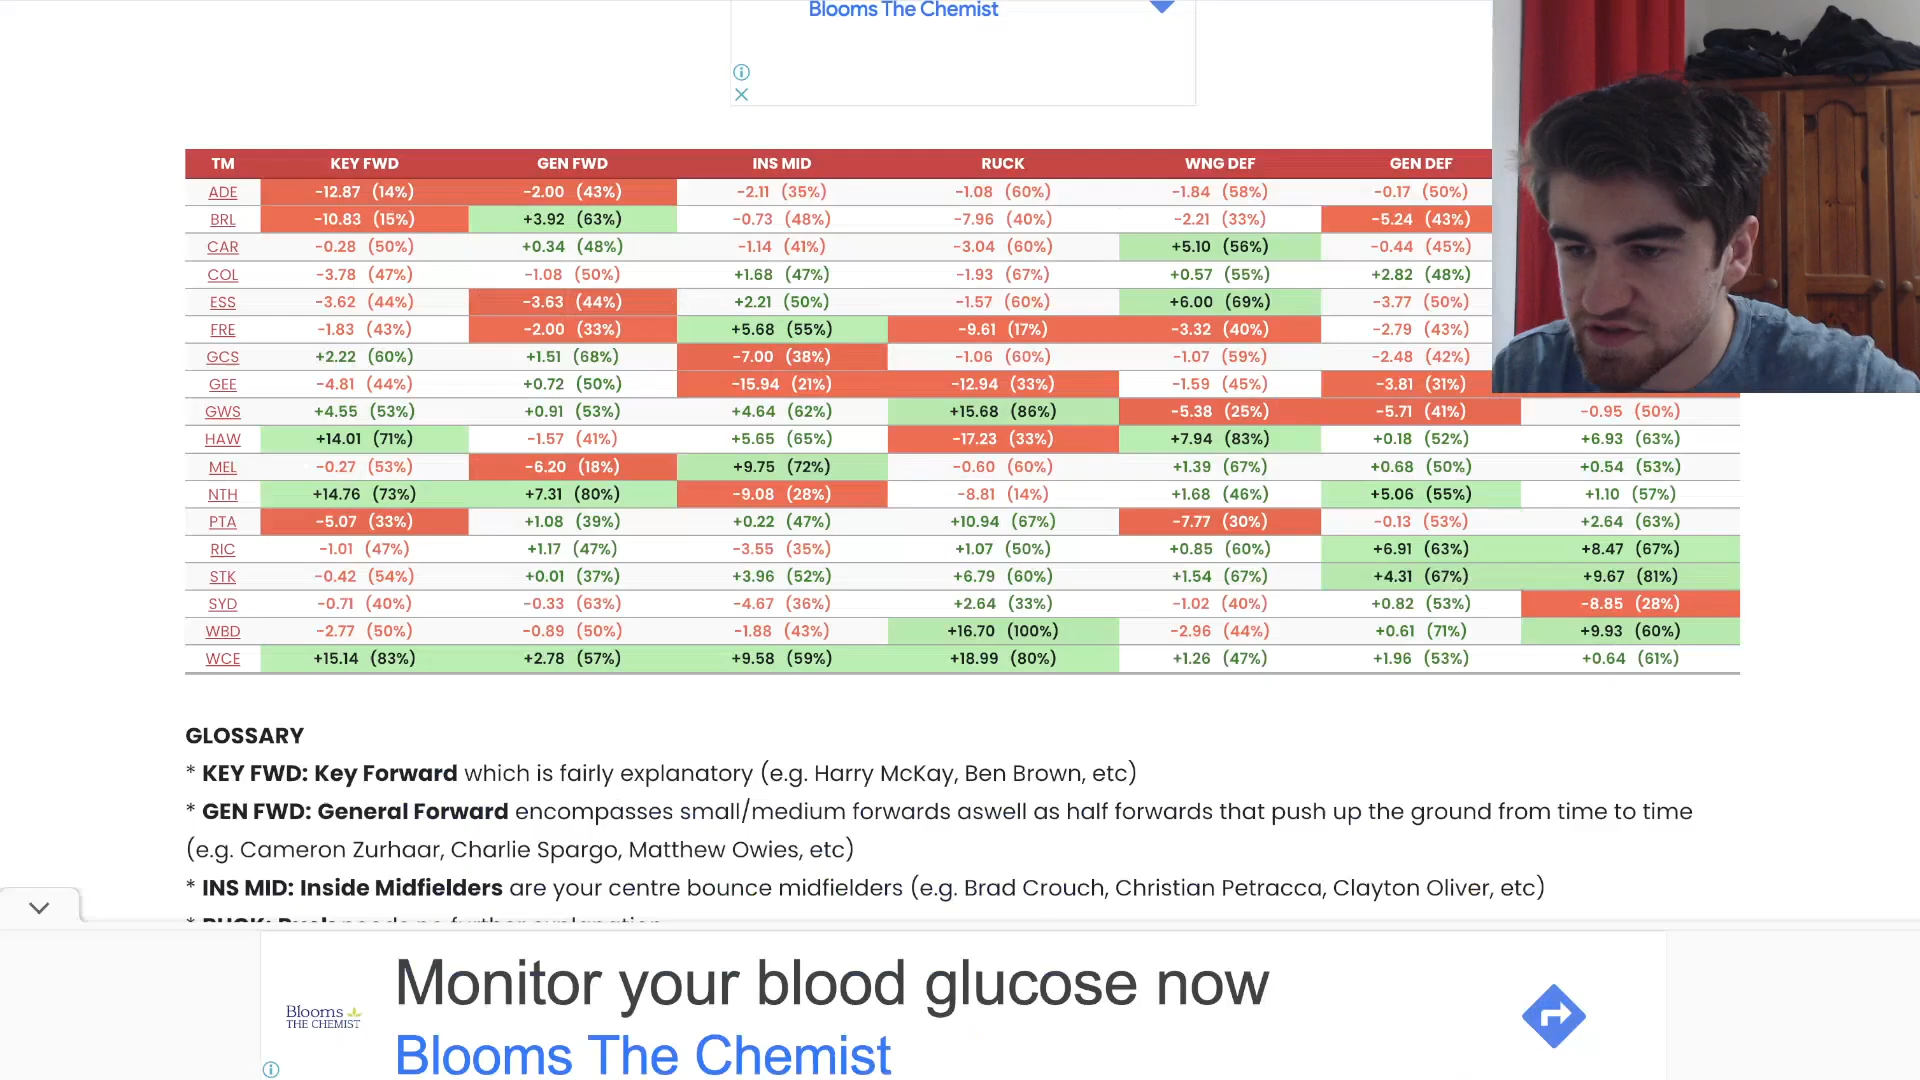 Blooms The Chemist
TM KEY FWD GEN FWD INS MID RUCK WNG DEF GEN DEF
ADE -12.87 (14%) -2.00 (43%) -2.11 (35%) -1.08 (60%) -1.84 (58%) -0.17 (50%)
BRL -10.83 (15%) +3.92 (63%) -0.73 (48%) -7.96 (40%) -2.21 (33%) -5.24 (43%)
CAR -0.28 (50%) +0.34 (48%) -1.14 (41%) -3.04 (60%) +5.10 (56%) -0.44 (45%)
COL -3.78 (47%) -1.08 (50%) +1.68 (47%) -1.93 (67%) +0.57 (55%) +2.82 (48%)
ESS -3.62 (44%) -3.63 (44%) +2.21 (50%) -1.57 (60%) +6.00 (69%) -3.77 (50%)
FRE -1.83 (43%) -2.00 (33%) +5.68 (55%) -9.61 (17%) -3.32 (40%) -2.79 (43%)
GCS +2.22 (60%) +1.51 (68%) -7.00 (38%) -1.06 (60%) -1.07 (59%) -2.48 (42%)
GEE -4.81 (44%) +0.72 (50%) -15.94 (21%) -12.94 (33%) -1.59 (45%) -3.81 (31%)
GWS +4.55 (53%) +0.91 (53%) +4.64 (62%) +15.68 (86%) -5.38 (25%) -5.71 (41%) -0.95 (50%)
HAW +14.01 (71%) -1.57 (41%) +5.65 (65%) -17.23 (33%) +7.94 (83%) +0.18 (52%) +6.93 (63%)
MEL -0.27 (53%) -6.20 (18%) +9.75 (72%) -0.60 (60%) +1.39 (67%) +0.68 (50%) +0.54 (53%)
NTH +14.76 (73%) +7.31 (80%) -9.08 (28%) -8.81 (14%) +1.68 (46%) +5.06 (55%) +1.10 (57%)
PTA -5.07 (33%) +1.08 (39%) +0.22 (47%) +10.94 (67%) -7.77 (30%) -0.13 (53%) +2.64 (63%)
RIC -1.01 (47%) +1.17 (47%) -3.55 (35%) +1.07 (50%) +0.85 (60%) +6.91 (63%) +8.47 (67%)
STK -0.42 (54%) +0.01 (37%) +3.96 (52%) +6.79 (60%) +1.54 (67%) +4.31 (67%) +9.67 (81%)
SYD -0.71 (40%) -0.33 (63%) -4.67 (36%) +2.64 (33%) -1.02 (40%) +0.82 (53%) -8.85 (28%)
WBD -2.77 (50%) -0.89 (50%) -1.88 (43%) +16.70 (100%) -2.96 (44%) +0.61 (71%) +9.93 (60%)
WCE +15.14 (83%) +2.78 (57%) +9.58 (59%) +18.99 (80%) +1.26 (47%) +1.96 (53%) +0.64 (61%)
GLOSSARY
* KEY FWD: Key Forward which is fairly explanatory (e.g. Harry McKay, Ben Brown, etc)
* GEN FWD: General Forward encompasses small/medium forwards aswell as half forwards that push up the ground from time to time
(e.g. Cameron Zurhaar, Charlie Spargo, Matthew Owies, etc)
* INS MID: Inside Midfielders are your centre bounce midfielders (e.g. Brad Crouch, Christian Petracca, Clayton Oliver, etc)
* RUCK: Ruck needs no further explanation
Monitor your blood glucose now
Blooms
THE CHEMIST
Blooms The Chemist